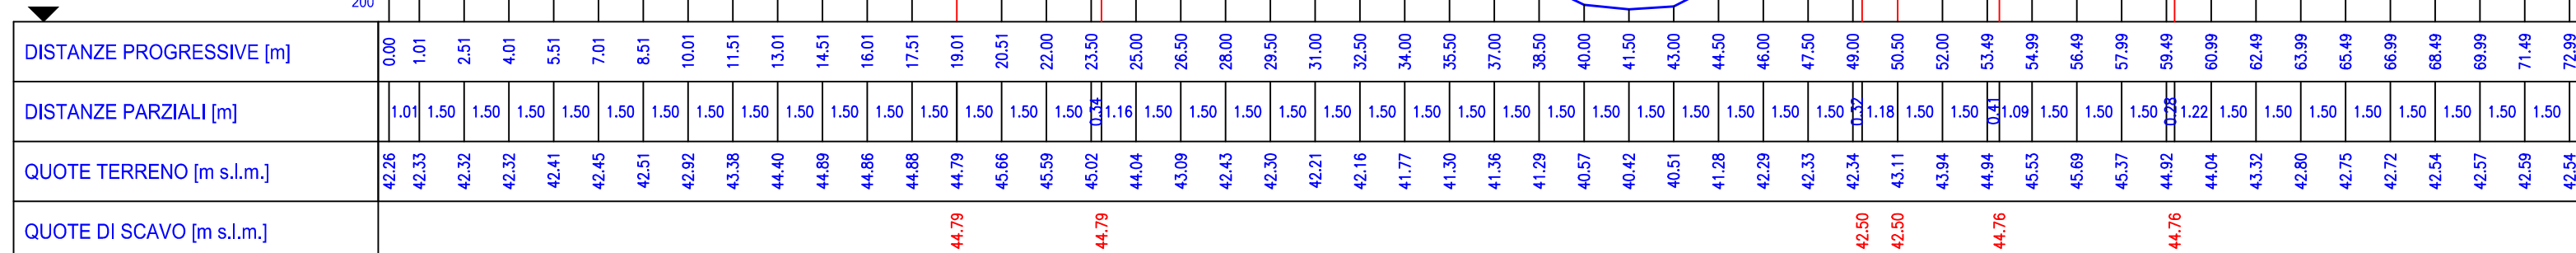 200
DISTANZE PROGRESSIVE [m] 0.00 1.01 2.51 4.01 5.51 7.01 8.51 10.01 11.51 13.01 14.51 16.01 17.51 19.01 20.51 22.00 23.50 25.00 26.50 28.00 29.50 31.00 32.50 34.00 35.50 37.00 38.50 40.00 41.50 43.00 44.50 46.00 47.50 49.00 50.50 52.00 53.49 54.99 56.49 57.99 59.49 60.99 62.49 63.99 65.49 66.99 68.49 69.99 71.49 72.99
DISTANZE PARZIALI [m] 1.01 1.50 1.50 1.50 1.50 1.50 1.50 1.50 1.50 1.50 1.50 1.50 1.50 1.50 1.50 1.50 0.34 1.16 1.50 1.50 1.50 1.50 1.50 1.50 1.50 1.50 1.50 1.50 1.50 1.50 1.50 1.50 1.50 1.50 0.32 1.18 1.50 1.50 0.41 1.09 1.50 1.50 1.50 0.28 1.22 1.50 1.50 1.50 1.50 1.50 1.50 1.50 1.50
QUOTE TERRENO [m s.l.m.] 42.26 42.33 42.32 42.32 42.41 42.45 42.51 42.92 43.38 44.40 44.89 44.86 44.88 44.79 45.66 45.59 45.02 44.04 43.09 42.43 42.30 42.21 42.16 41.77 41.30 41.36 41.29 40.57 40.42 40.51 41.28 42.29 42.33 42.34 43.11 43.94 44.94 45.53 45.69 45.37 44.92 44.04 43.32 42.80 42.75 42.72 42.54 42.57 42.59 42.54
QUOTE DI SCAVO [m s.l.m.] 44.79 44.79 42.50 42.50 44.76 44.76